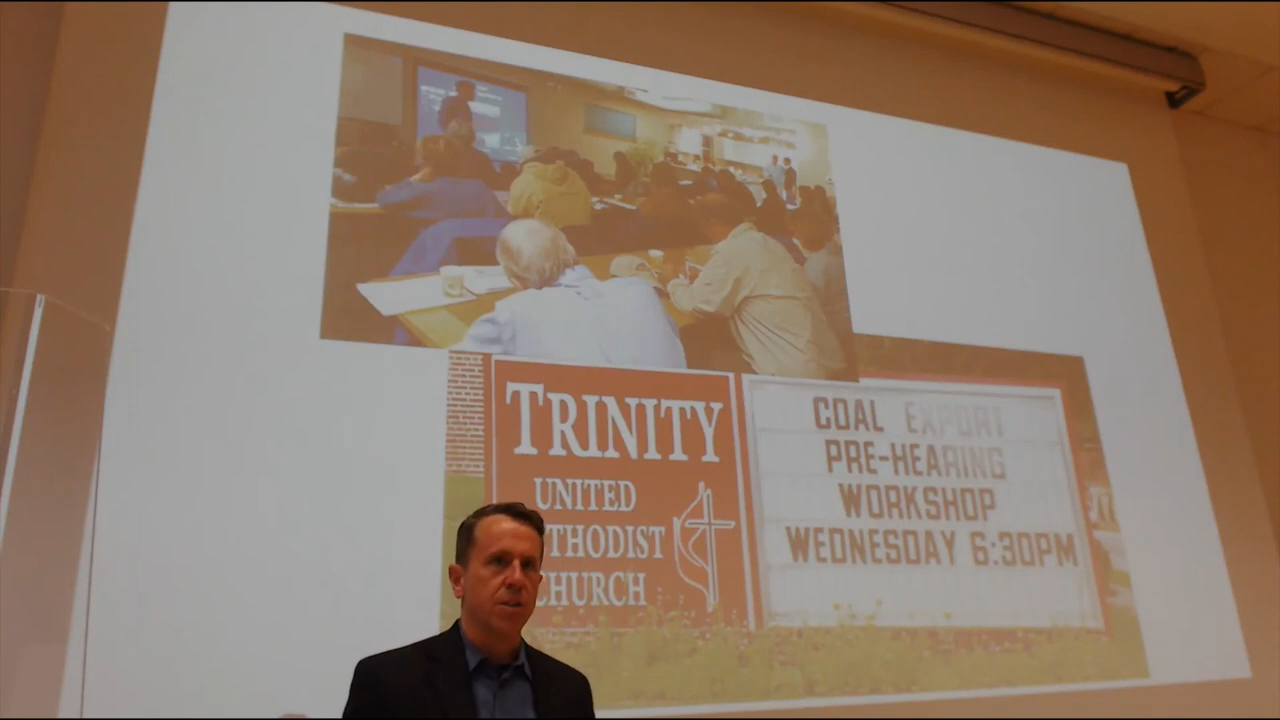 TRINITY
UNITED
THODIST
CHURCH
COAL EXPORT
PRE-HEARING
WORKSHOP
WEDNESDAY 6:30PM